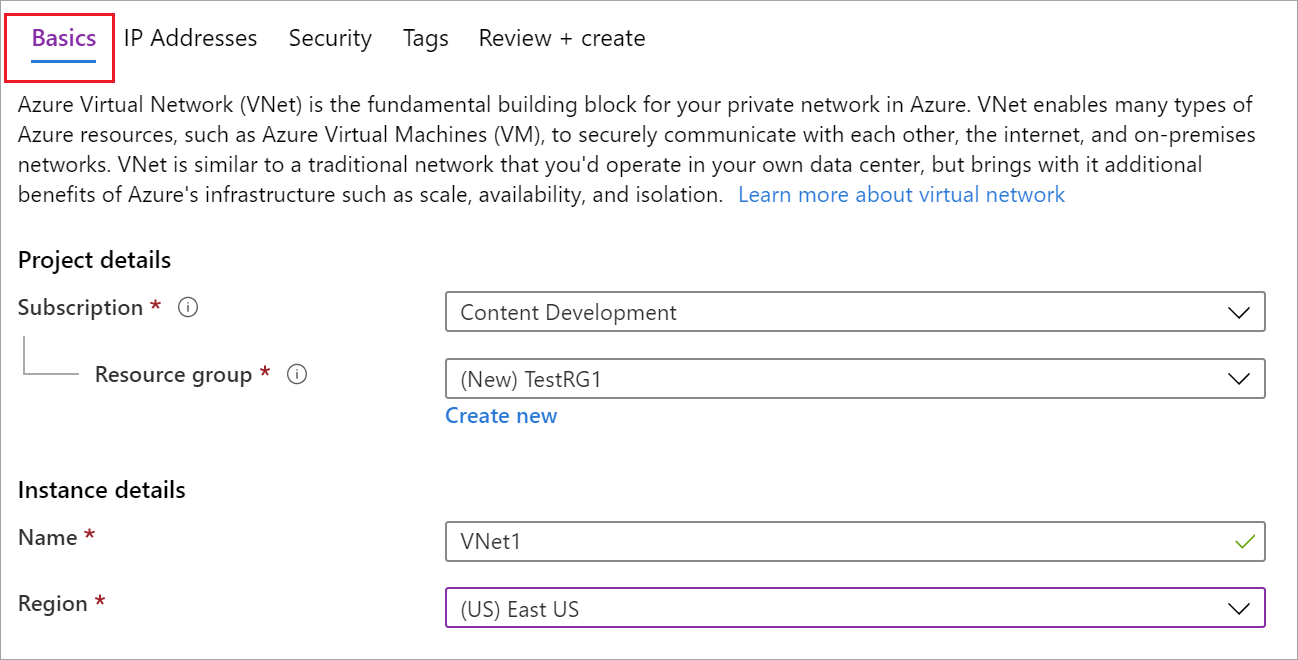 Basics IP Addresses Security Tags Review + create
Azure Virtual Network (VNet) is the fundamental building block for your private network in Azure. VNet enables many types of
Azure resources, such as Azure Virtual Machines (VM), to securely communicate with each other, the internet, and on-premises
networks. VNet is similar to a traditional network that you'd operate in your own data center, but brings with it additional
benefits of Azure's infrastructure such as scale, availability, and isolation. Learn more about virtual network
Project details
Subscription * Content Development
Resource group * (New) TestRG1
Create new
Instance details
Name * VNet1
Region * (US) East US